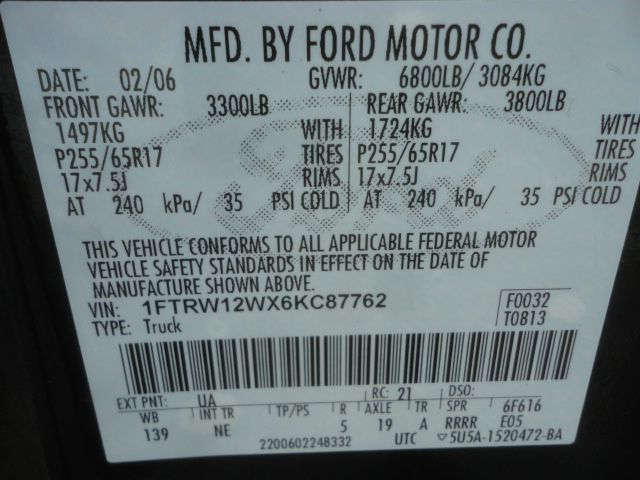 MFD. BY FORD MOTOR CO.
DATE: 02/06 GVWR: 6800LB/ 3084KG
FRONT GAWR: 3300LB REAR GAWR: 3800LB
1497KG WITH 1724KG WITH
P255/65R17 TIRES P255/65R17 TIRES
17x7.5J RIMS 17x7.5J RIMS
AT 240 kPa/ 35 PSI COLD AT 240 kPa/ 35 PSI COLD
Ford
THIS VEHICLE CONFORMS TO ALL APPLICABLE FEDERAL MOTOR
VEHICLE SAFETY STANDARDS IN EFFECT ON THE DATE OF
MANUFACTURE SHOWN ABOVE.
VIN: 1FTRW12WX6KC87762 F0032
TYPE: Truck T0813
EXT PNT: UA RC: 21 DSO:
WB INT TR TP/PS R AXLE TR SPR 6F616
139 NE 5 19 A RRRR E05
2200602248332 UTC ▽5U5A-1520472-BA